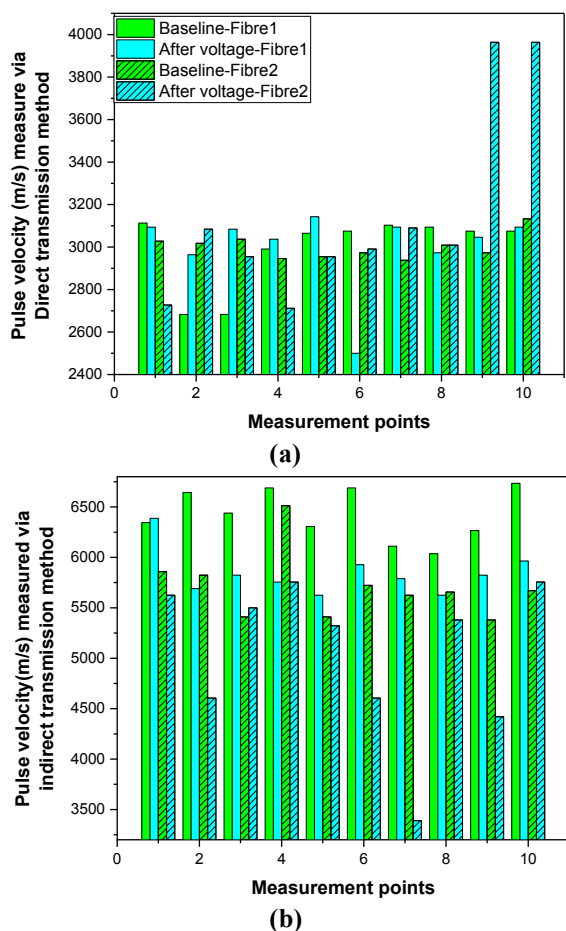 Pulse velocity (m/s) measure via
Direct transmission method
4000
3800
3600
3400
3200
3000
2800
2600
2400
Baseline-Fibre1
After voltage-Fibre1
Baseline-Fibre2
After voltage-Fibre2
0 2 4 6 8 10
Measurement points
(a)
Pulse velocity(m/s) measured via
indirect transmission method
6500
6000
5500
5000
4500
4000
3500
0 2 4 6 8 10
Measurement points
(b)